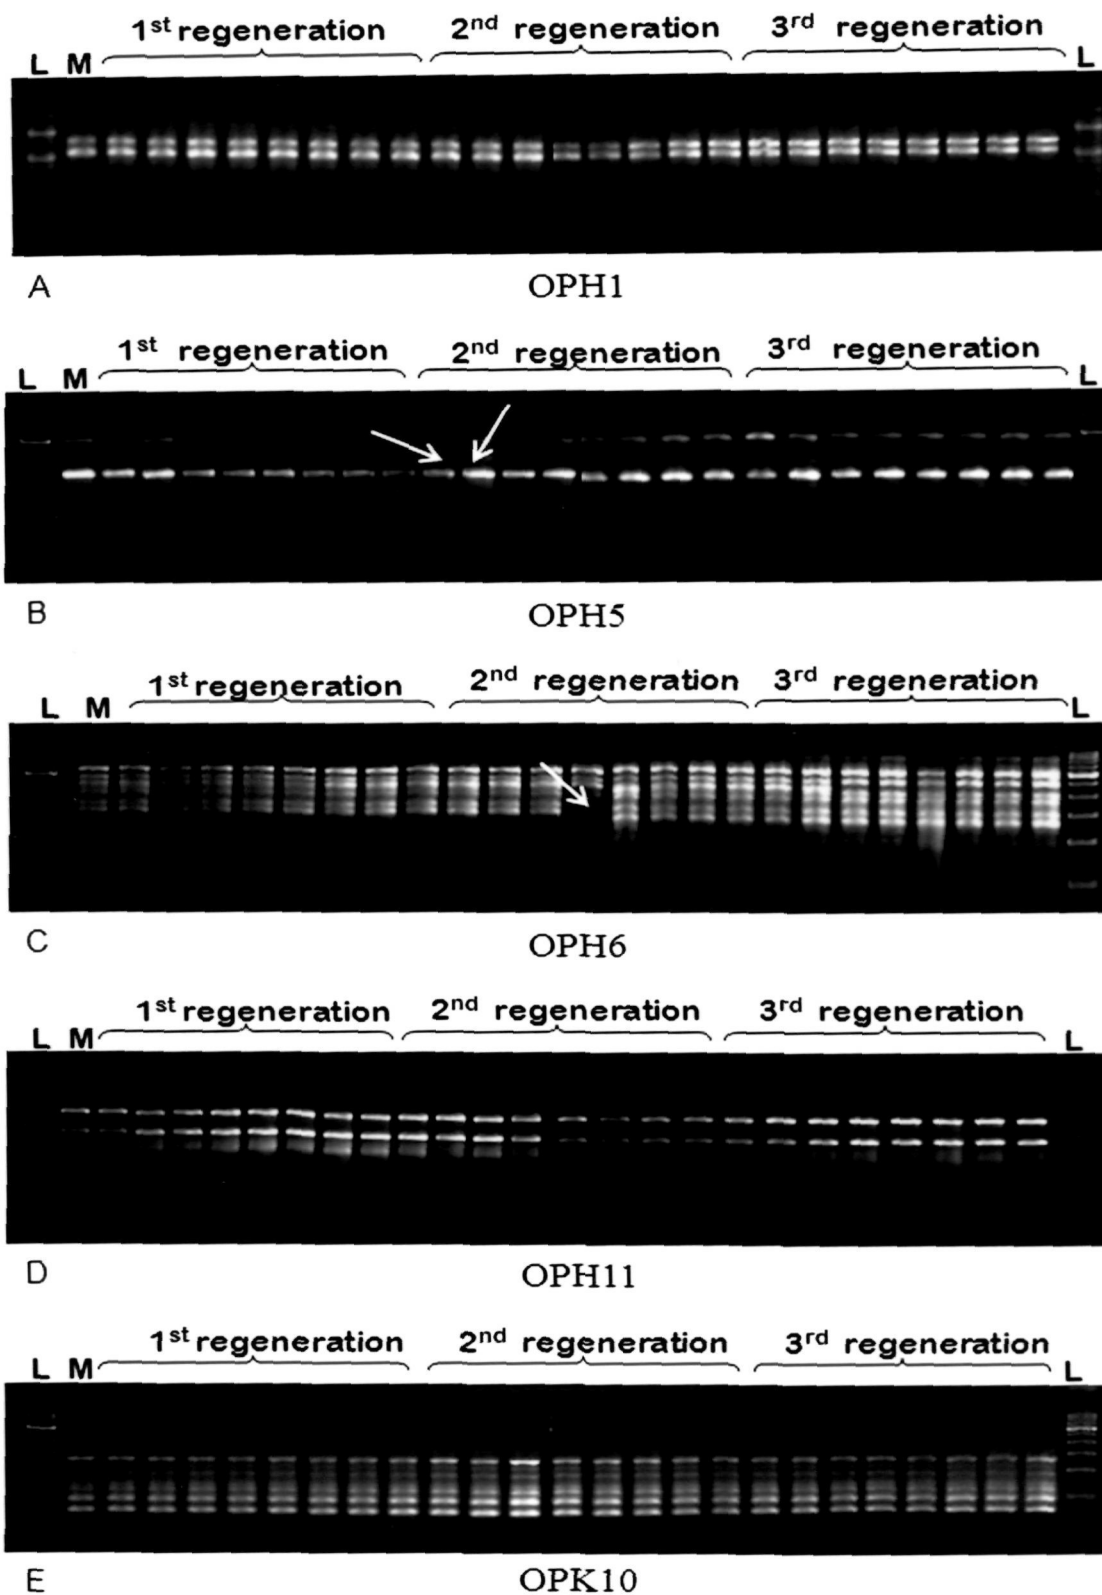 1st regeneration 2nd regeneration 3rd regeneration
L M L
A OPH1
1st regeneration 2nd regeneration 3rd regeneration
L M L
B OPH5
1st regeneration 2nd regeneration 3rd regeneration
L M L
C OPH6
1st regeneration 2nd regeneration 3rd regeneration
L M L
D OPH11
1st regeneration 2nd regeneration 3rd regeneration
L M L
E OPK10